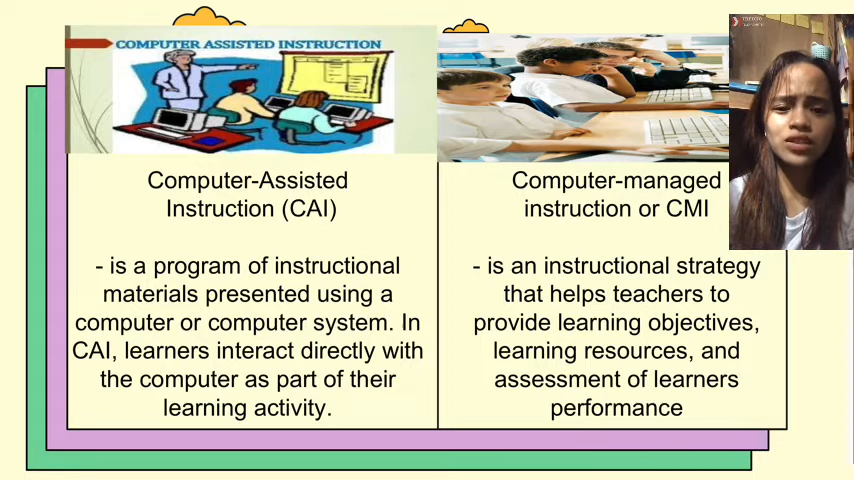 COMPUTER ASSISTED INSTRUCTION
Computer-Assisted
Instruction (CAI)
- is a program of instructional
materials presented using a
computer or computer system. In
CAI, learners interact directly with
the computer as part of their
learning activity.
Computer-managed
instruction or CMI
- is an instructional strategy
that helps teachers to
provide learning objectives,
learning resources, and
assessment of learners
performance